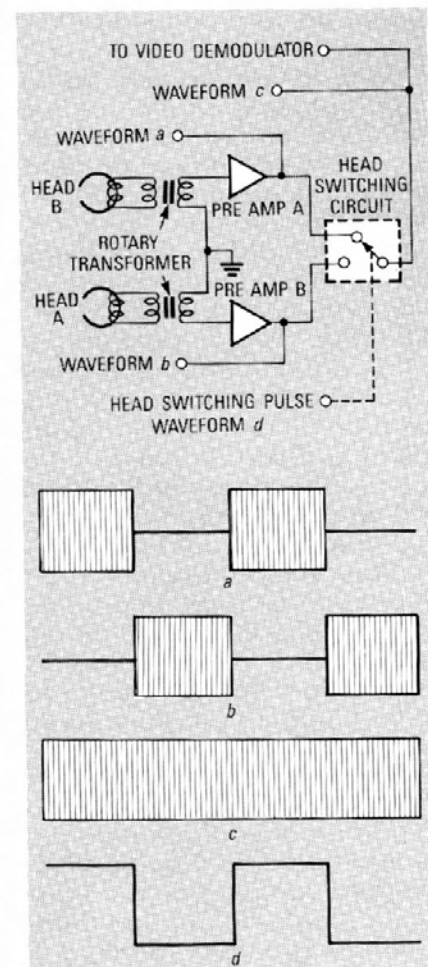 TO VIDEO DEMODULATOR
WAVEFORM c
WAVEFORM a
HEAD
B
PRE AMP A
HEAD
SWITCHING
CIRCUIT
ROTARY
TRANSFORMER
HEAD
A
PRE AMP B
WAVEFORM b
HEAD SWITCHING PULSE
WAVEFORM d
a
b
c
d